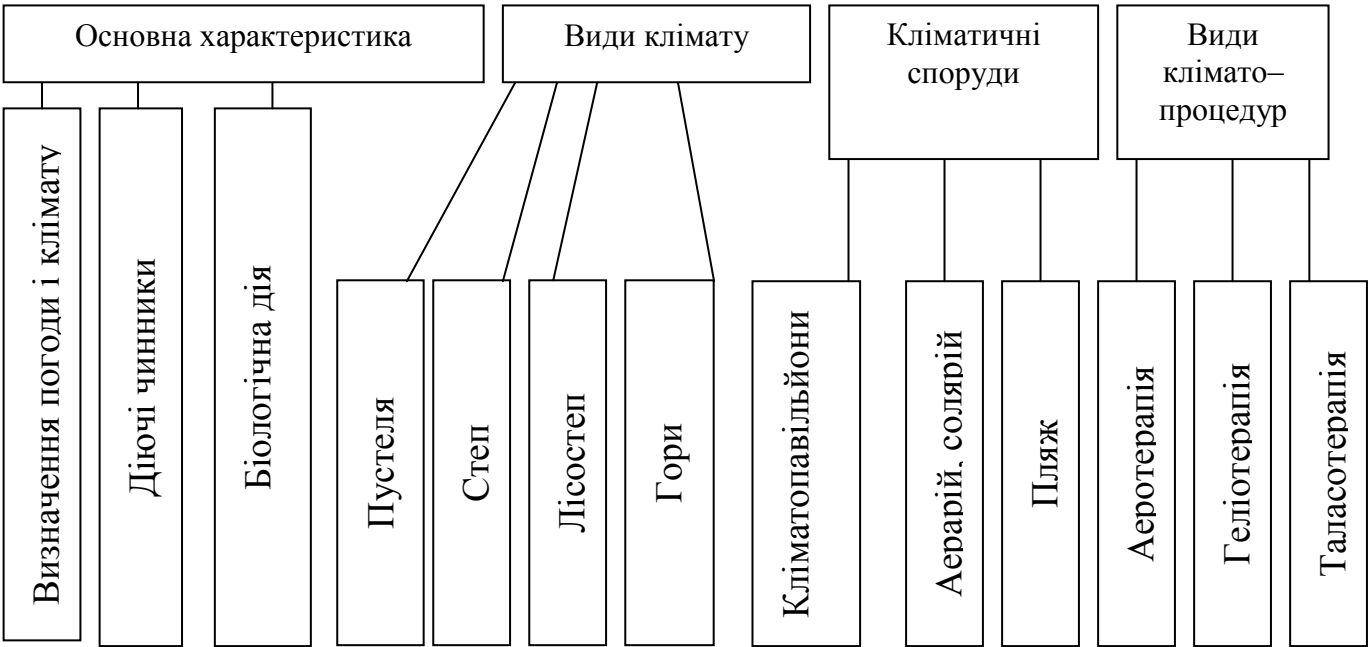 Основна характеристика
Види клімату
Кліматичні
споруди
Види
клімато–
процедур
Визначення погоди і клімату
Діючі чинники
Біологічна дія
Пустеля
Степ
Лісостеп
Гори
Кліматопавільйони
Аерарій, солярій
Пляж
Аеротерапія
Геліотерапія
Таласотерапія